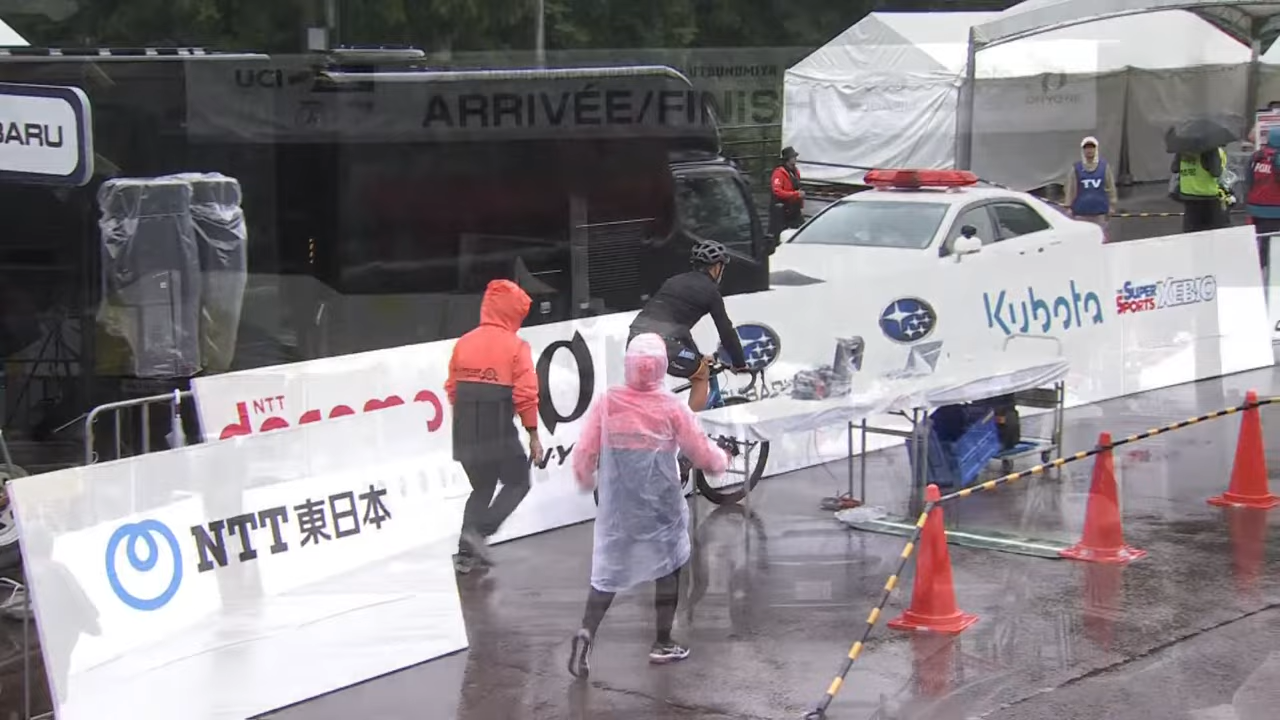 UCI
UTSUNOMIYA
ARRIVÉE/FINISH
ONYONE
BARU
TV
Kubota
THE SUPER SPORTS XEBIO
NTT
docomo
NTT東日本